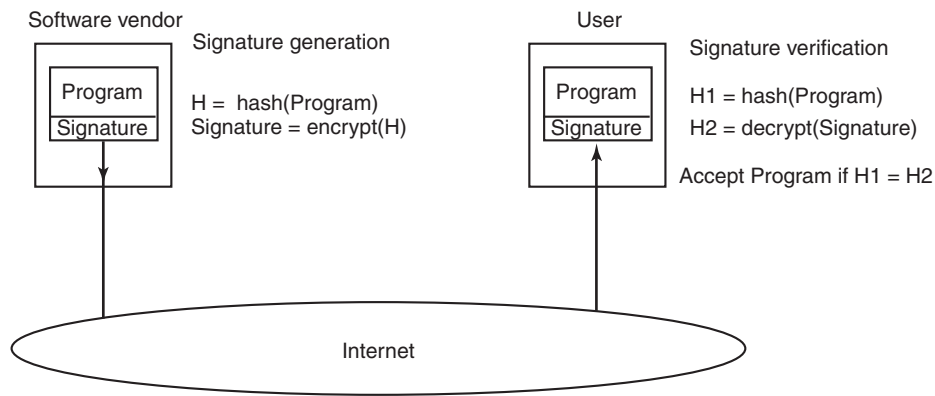 Software vendor
Signature generation
Program
Signature
H = hash(Program)
Signature = encrypt(H)
User
Signature verification
Program
Signature
H1 = hash(Program)
H2 = decrypt(Signature)
Accept Program if H1 = H2
Internet